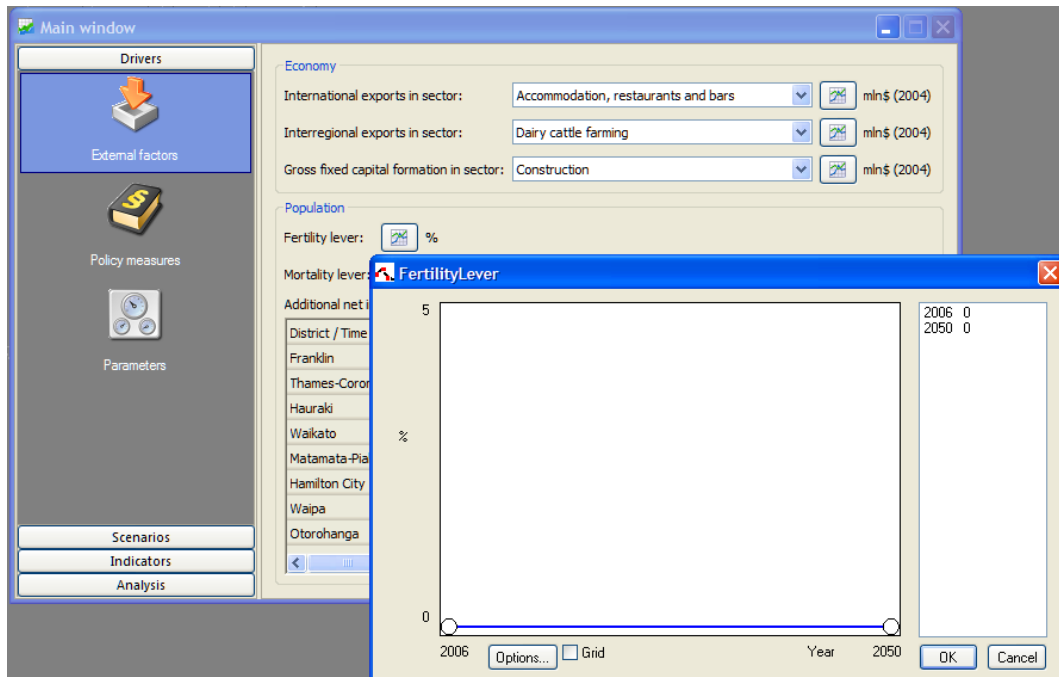 Main window
Drivers
External factors
Policy measures
Parameters
Scenarios
Indicators
Analysis
Economy
International exports in sector: Accommodation, restaurants and bars mln$ (2004)
Interregional exports in sector: Dairy cattle farming mln$ (2004)
Gross fixed capital formation in sector: Construction mln$ (2004)
Population
Fertility lever: %
Mortality lever:
Additional net i
District / Time
Franklin
Thames-Coror
Hauraki
Waikato
Matamata-Pia
Hamilton City
Waipa
Otorohanga
FertilityLever
5
%
0
2006 Options... Grid Year 2050
2006 0
2050 0
OK Cancel